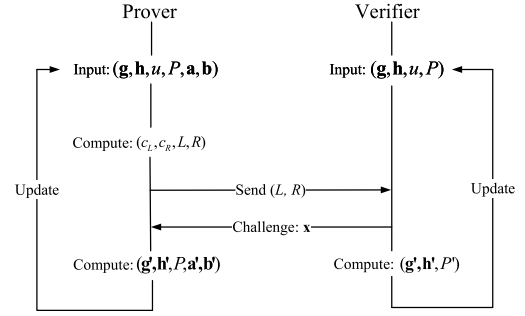 Prover Verifier
Input: (g,h,u,P,a,b) Input: (g,h,u,P)
Compute: (c_L,c_R,L,R)
Update Send (L, R) Update
Challenge: x
Compute: (g',h',P,a',b') Compute: (g',h',P')